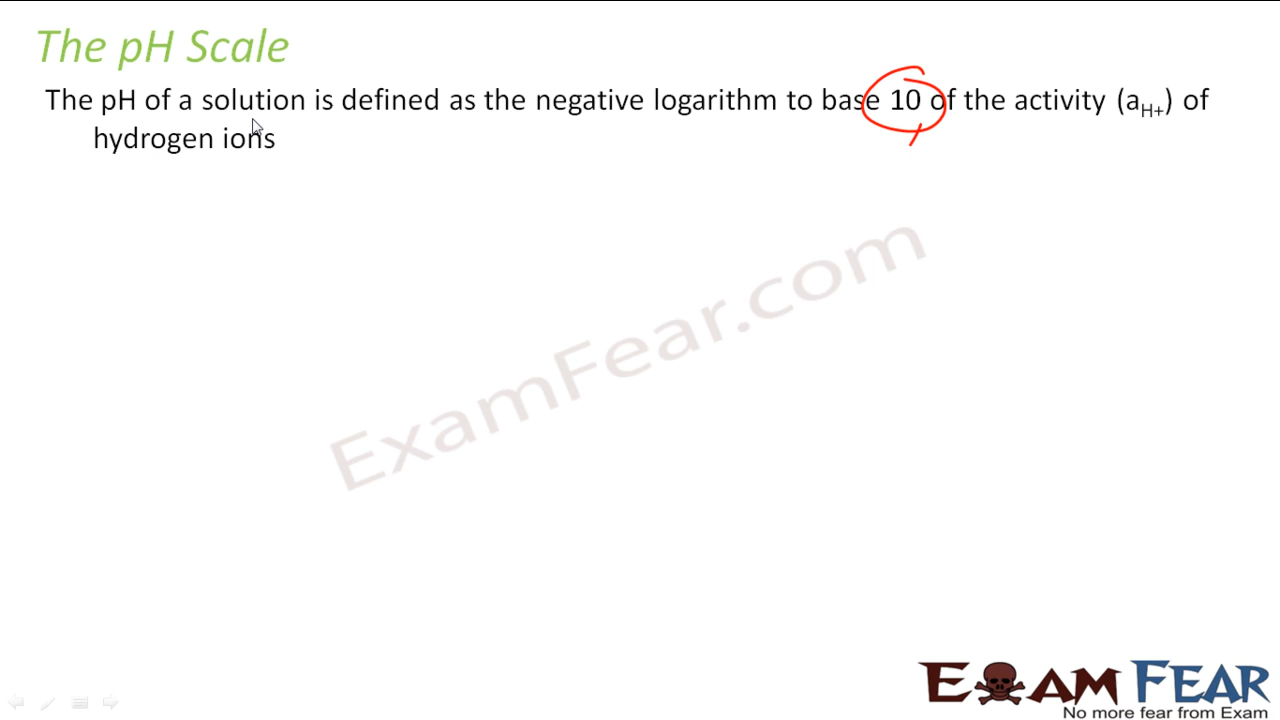 The pH Scale
The pH of a solution is defined as the negative logarithm to base 10 of the activity (aH+) of
hydrogen ions
ExamFear.com
EXAM FEAR
No more fear from Exam